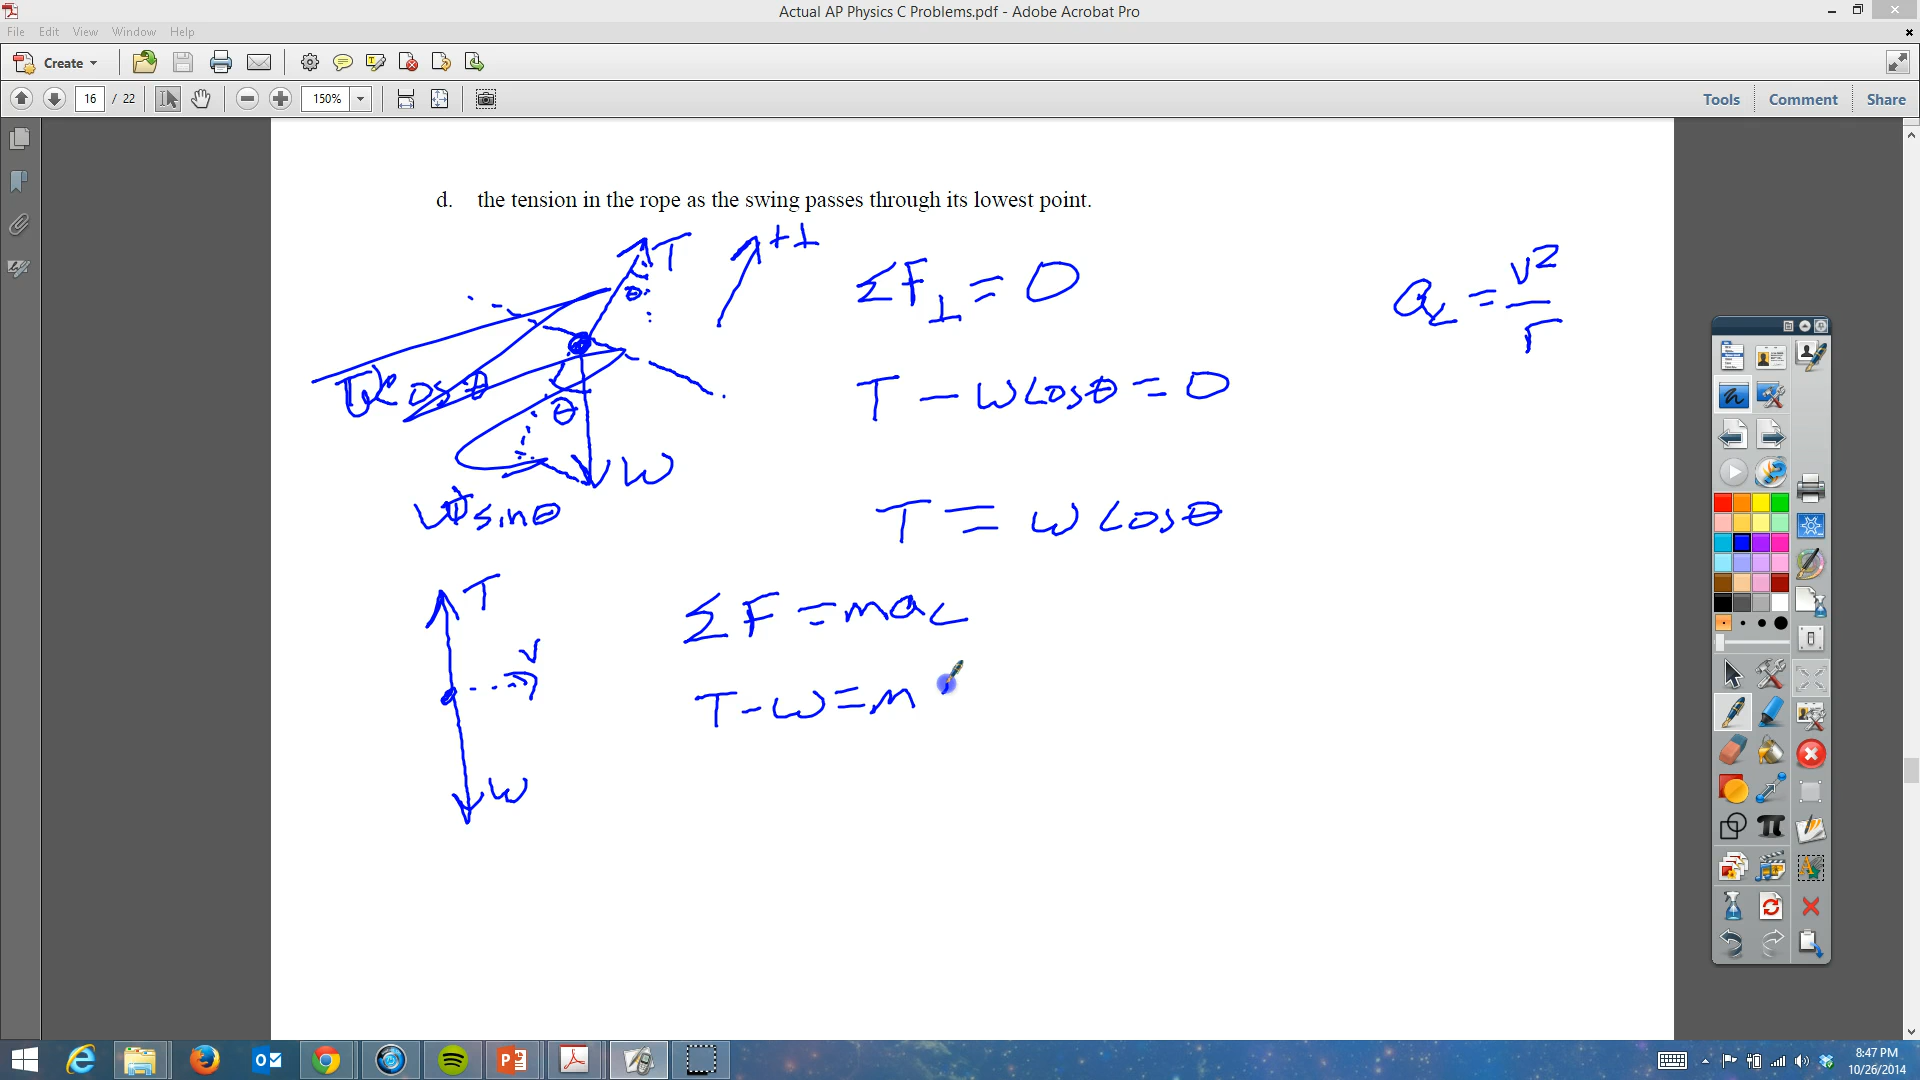 Actual AP Physics C Problems.pdf - Adobe Acrobat Pro
File Edit View Window Help
Create
16 / 22 150% Tools Comment Share
d. the tension in the rope as the swing passes through its lowest point.
T +⊥
θ
ΣF⊥ = 0
a_c = v²/r
cosθ
T - wcosθ = 0
θ
W
sinθ
T = w cosθ
T
ΣF = ma_c
v
T - w = m
W
8:47 PM
10/26/2014